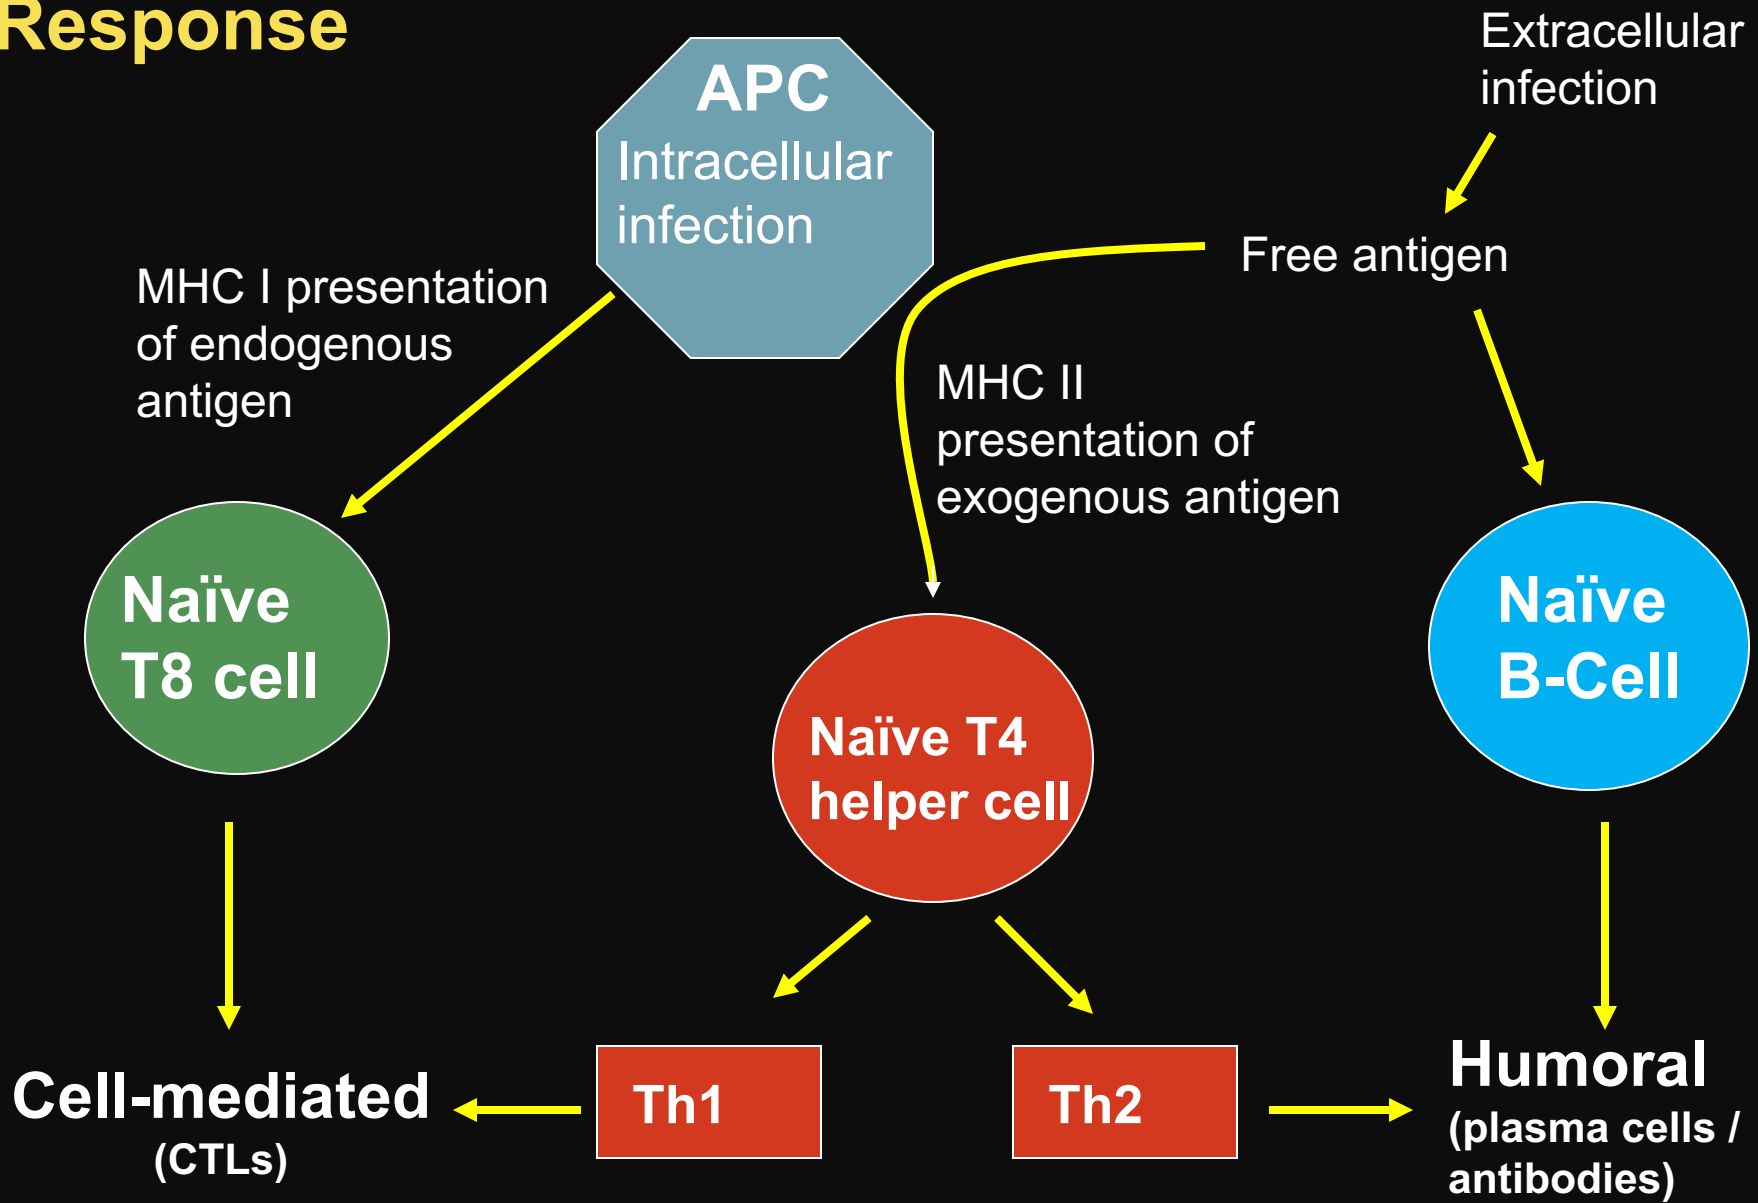 Response
APC
Intracellular
infection
Extracellular
infection
Free antigen
MHC I presentation
of endogenous
antigen
MHC II
presentation of
exogenous antigen
Naïve
T8 cell
Naïve T4
helper cell
Naïve
B-Cell
Cell-mediated
(CTLs)
Th1
Th2
Humoral
(plasma cells /
antibodies)